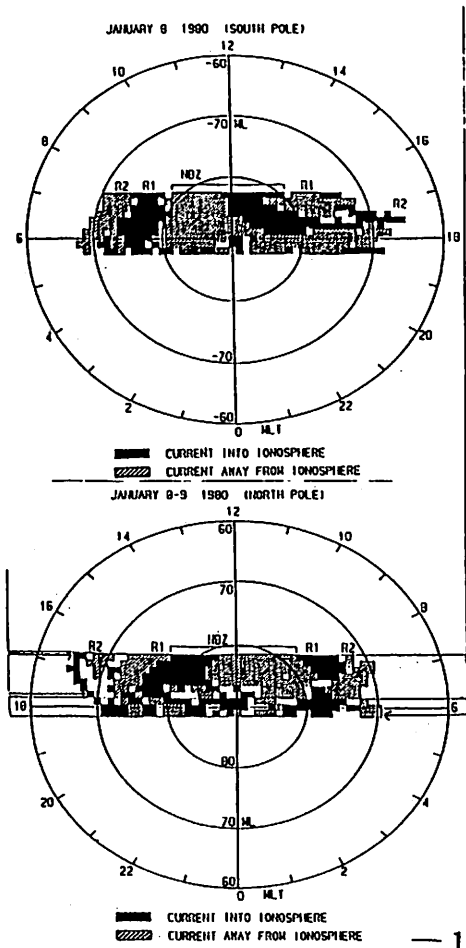 JANUARY 8 1980 (SOUTH POLE)
12
10 -60 14
8 -70 ML 16
NBZ
R2 R1 R1 R2
6 18
4 20
-70
2 22
-60
0 MLT
CURRENT INTO IONOSPHERE
CURRENT AWAY FROM IONOSPHERE
JANUARY 8-9 1980 (NORTH POLE)
12
14 60 10
16 70 8
NBZ
R2 R1 R1 R2
18 6
80
20 4
70 ML
22 2
60
0 MLT
CURRENT INTO IONOSPHERE
CURRENT AWAY FROM IONOSPHERE
— 1